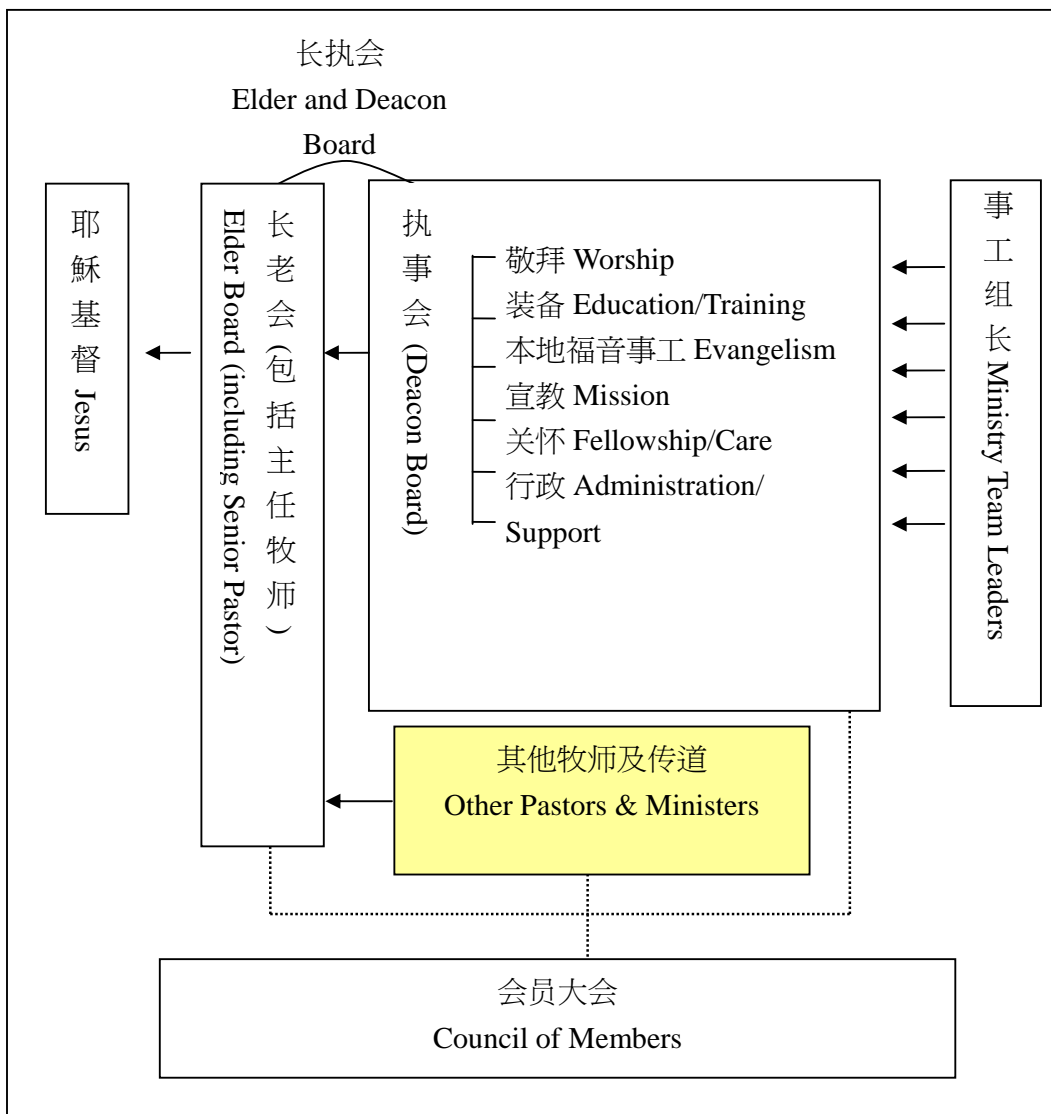 长执会
Elder and Deacon
Board
耶穌基督 Jesus
长老会(包括主任牧师)
Elder Board (including Senior Pastor)
执事会 (Deacon Board)
敬拜 Worship
装备 Education/Training
本地福音事工 Evangelism
宣教 Mission
关怀 Fellowship/Care
行政 Administration/
Support
事工组长 Ministry Team Leaders
其他牧师及传道
Other Pastors & Ministers
会员大会
Council of Members